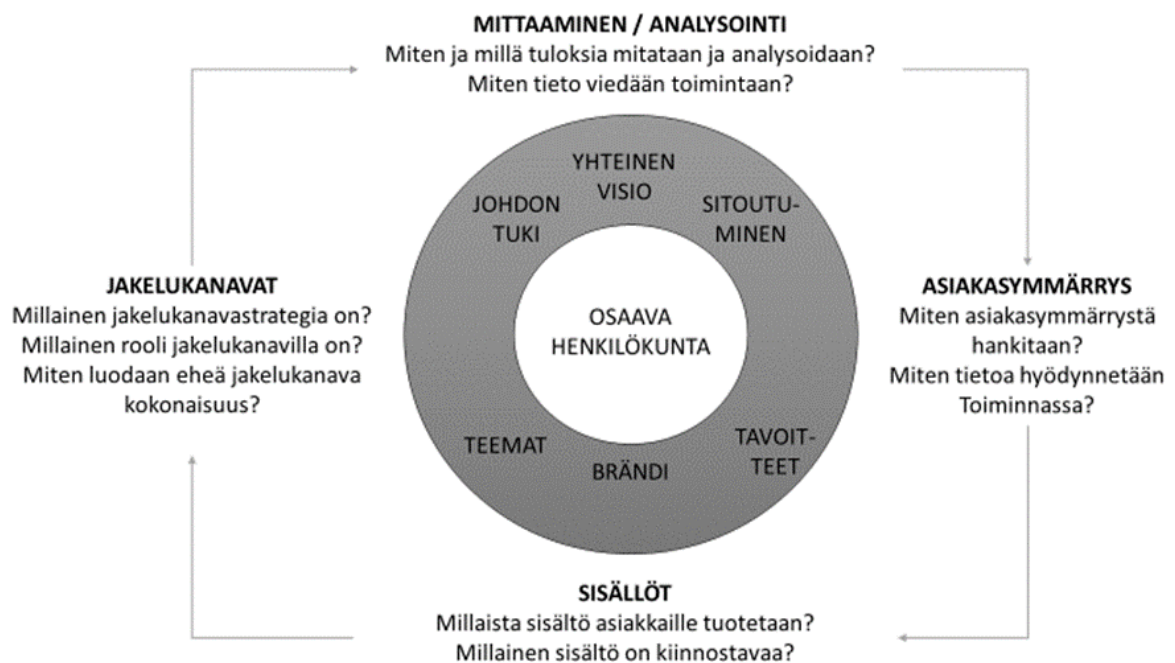 MITTAAMINEN / ANALYSOINTI
Miten ja millä tuloksia mitataan ja analysoidaan?
Miten tieto viedään toimintaan?
YHTEINEN
VISIO
JOHDON
TUKI
SITOUTU-
MINEN
JAKELUKANAVAT
Millainen jakelukanavastrategia on?
Millainen rooli jakelukanavilla on?
Miten luodaan eheä jakelukanava
kokonaisuus?
OSAAVA
HENKILÖKUNTA
ASIAKASYMMÄRRYS
Miten asiakasymmärrystä
hankitaan?
Miten tietoa hyödynnetään
Toiminnassa?
TEEMAT
BRÄNDI
TAVOIT-
TEET
SISÄLLÖT
Millaista sisältö asiakkaille tuotetaan?
Millainen sisältö on kiinnostavaa?